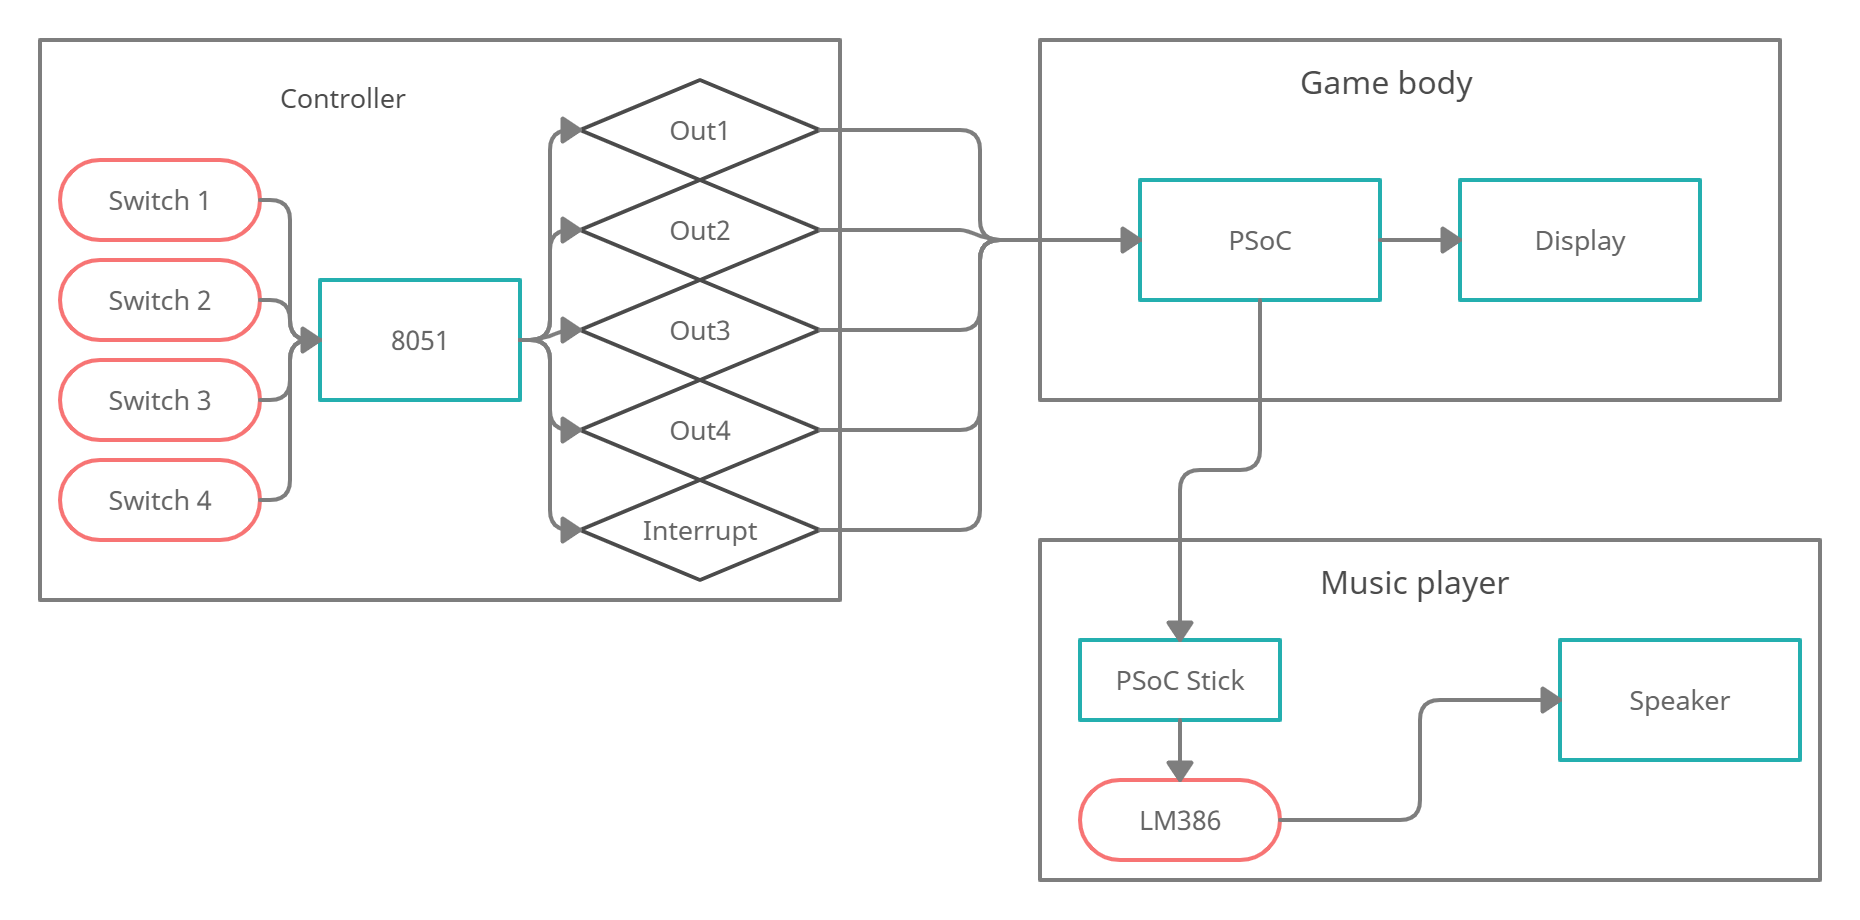 Controller
Switch 1
Switch 2
Switch 3
Switch 4
8051
Out1
Out2
Out3
Out4
Interrupt
Game body
PSoC
Display
Music player
PSoC Stick
LM386
Speaker